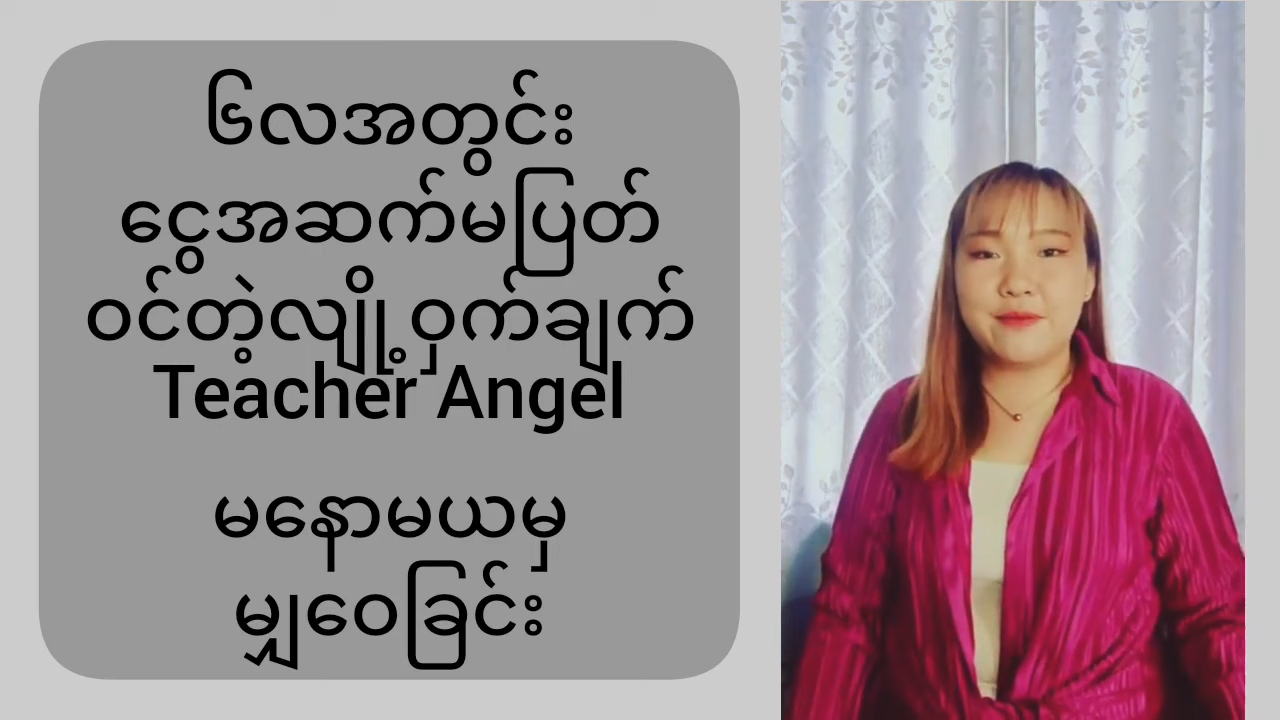 ၆လအတွင်း
ငွေအဆက်မပြတ်
ဝင်တဲ့လျှို့ဝှက်ချက်
Teacher Angel
မနောမယမှ
မျှဝေခြင်း